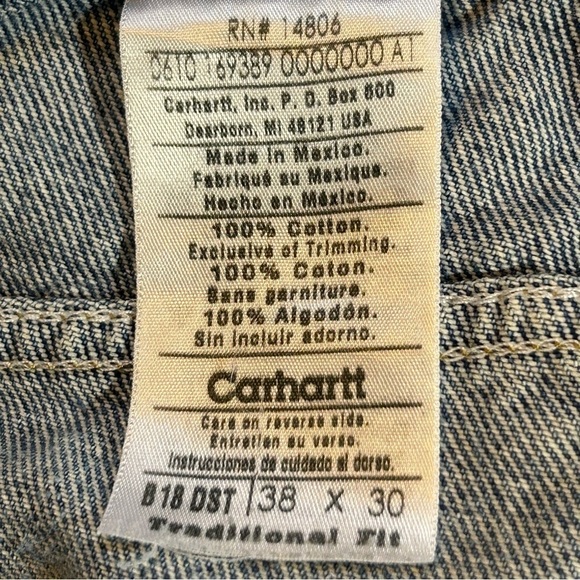 RN# 14806
0610 169389 0000000 A1
Carhartt, Inc. P. O. Box 600
Dearborn, MI 48121 USA
Made in Mexico.
Fabriqué au Mexique.
Hecho en México.
100% Cotton.
Exclusive of Trimming.
100% Coton.
Sans garniture.
100% Algodón.
Sin incluir adorno.
Carhartt
Care on reverse side.
Entretien au verso.
Instrucciones de cuidado al dorso.
B18 DST 38 X 30
Traditional Fit